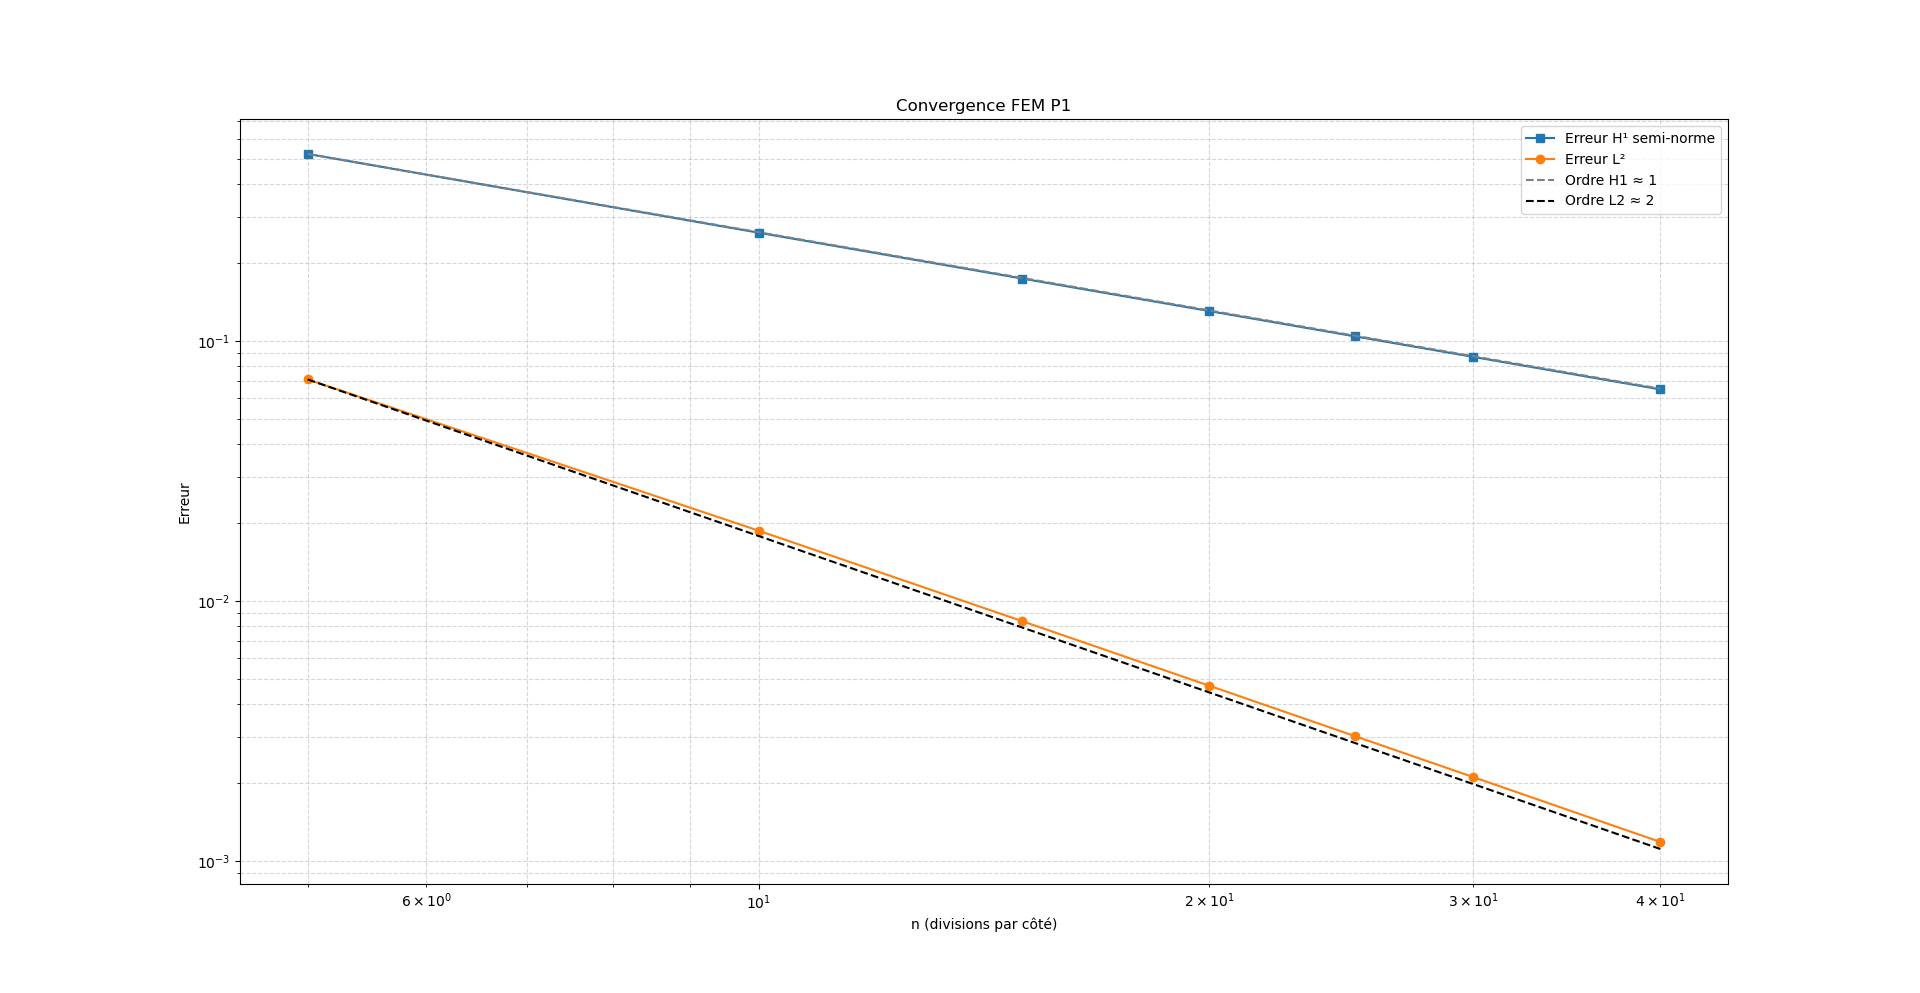 Convergence FEM P1
Erreur H¹ semi-norme
Erreur L²
Ordre H1 ≈ 1
Ordre L2 ≈ 2
Erreur
10⁻¹
10⁻²
10⁻³
6 × 10⁰
10¹
2 × 10¹
3 × 10¹
4 × 10¹
n (divisions par côté)